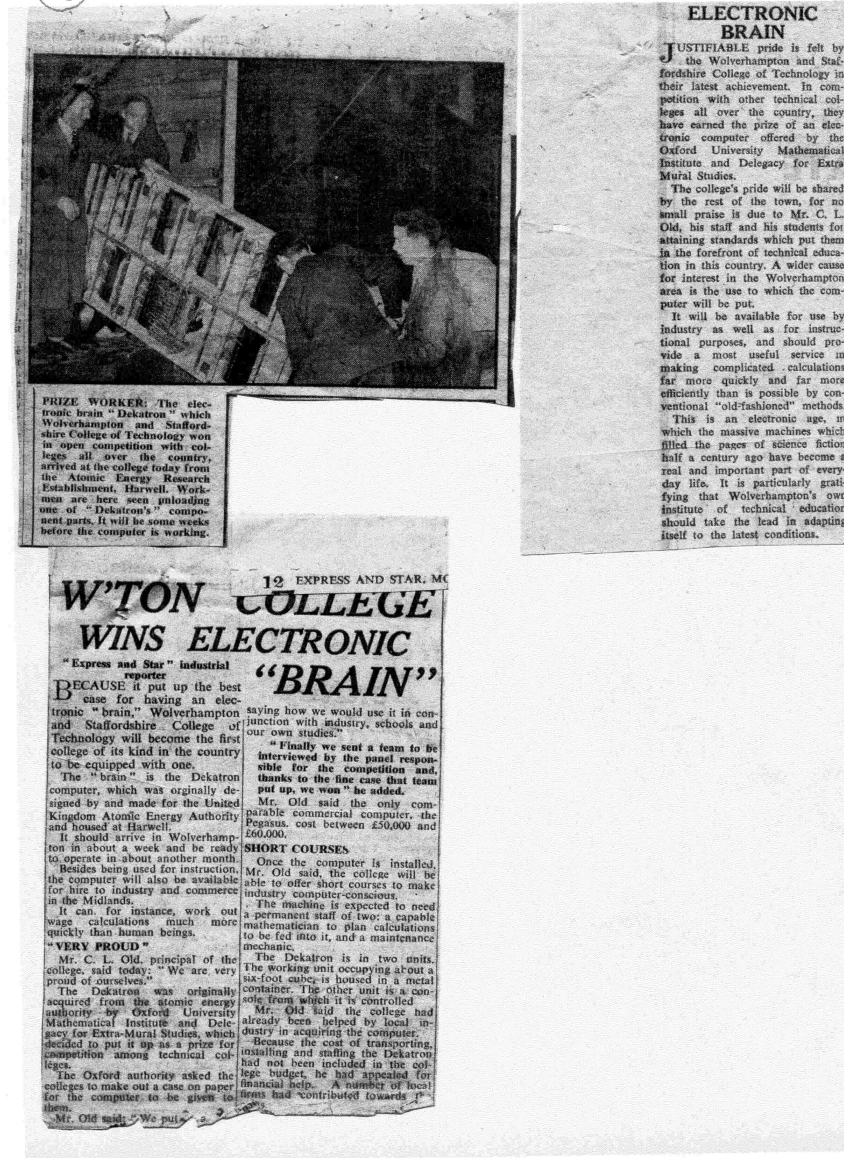 PRIZE WORKER: The elec-
tronic brain "Dekatron" which
Wolverhampton and Stafford-
shire College of Technology won
in open competition with col-
leges all over the country,
arrived at the college today from
the Atomic Energy Research
Establishment, Harwell. Work-
men are here seen unloading
one of "Dekatron's" compo-
nent parts. It will be some weeks
before the computer is working.
12 EXPRESS AND STAR,
W'TON COLLEGE
WINS ELECTRONIC
"BRAIN"
"Express and Star" industrial
reporter
BECAUSE it put up the best
case for having an elec-
tronic "brain," Wolverhampton
and Staffordshire College of
Technology will become the first
college of its kind in the country
to be equipped with one.
The "brain" is the Dekatron
computer, which was orginally de-
signed by and made for the United
Kingdom Atomic Energy Authority
and housed at Harwell.
It should arrive in Wolverhamp-
ton in about a week and be ready
to operate in about another month.
Besides being used for instruction,
the computer will also be available
for hire to industry and commerce
in the Midlands.
It can, for instance, work out
wage calculations much more
quickly than human beings.
"VERY PROUD"
Mr. C. L. Old, principal of the
college, said today: "We are very
proud of ourselves."
The Dekatron was originally
acquired from the atomic energy
authority by Oxford University
Mathematical Institute and Dele-
gacy for Extra-Mural Studies, which
decided to put it up as a prize for
competition among technical col-
leges.
The Oxford authority asked the
colleges to make out a case on paper
for the computer to be given to
them.
Mr. Old said: "We put
saying how we would use it in con-
junction with industry, schools and
our own studies."
"Finally we sent a team to be
interviewed by the panel respon-
sible for the competition and,
thanks to the fine case that team
put up, we won" he added.
Mr. Old said the only com-
parable commercial computer, the
Pegasus, cost between £50,000 and
£60,000.
SHORT COURSES
Once the computer is installed,
Mr. Old said, the college will be
able to offer short courses to make
industry computer-conscious.
The machine is expected to need
a permanent staff of two: a capable
mathematician to plan calculations
to be fed into it, and a maintenance
mechanic.
The Dekatron is in two units.
The working unit occupying about a
six-foot cube, is housed in a metal
container. The other unit is a con-
sole from which it is controlled
Mr. Old said the college had
already been helped by local in-
dustry in acquiring the computer.
Because the cost of transporting,
installing and staffing the Dekatron
had not been included in the col-
lege budget, he had appealed for
financial help. A number of local
firms had contributed towards
ELECTRONIC
BRAIN
JUSTIFIABLE pride is felt by
the Wolverhampton and Staf-
fordshire College of Technology in
their latest achievement. In com-
petition with other technical col-
leges all over the country, they
have earned the prize of an elec-
tronic computer offered by the
Oxford University Mathematical
Institute and Delegacy for Extra
Mural Studies.
The college's pride will be shared
by the rest of the town, for no
small praise is due to Mr. C. L.
Old, his staff and his students for
attaining standards which put them
in the forefront of technical educa-
tion in this country. A wider cause
for interest in the Wolverhampton
area is the use to which the com-
puter will be put.
It will be available for use by
industry as well as for instruc-
tional purposes, and should pro-
vide a most useful service in
making complicated calculations
far more quickly and far more
efficiently than is possible by con-
ventional "old-fashioned" methods.
This is an electronic age, in
which the massive machines which
filled the pages of science fiction
half a century ago have become a
real and important part of every-
day life. It is particularly grati-
fying that Wolverhampton's own
institute of technical education
should take the lead in adapting
itself to the latest conditions.